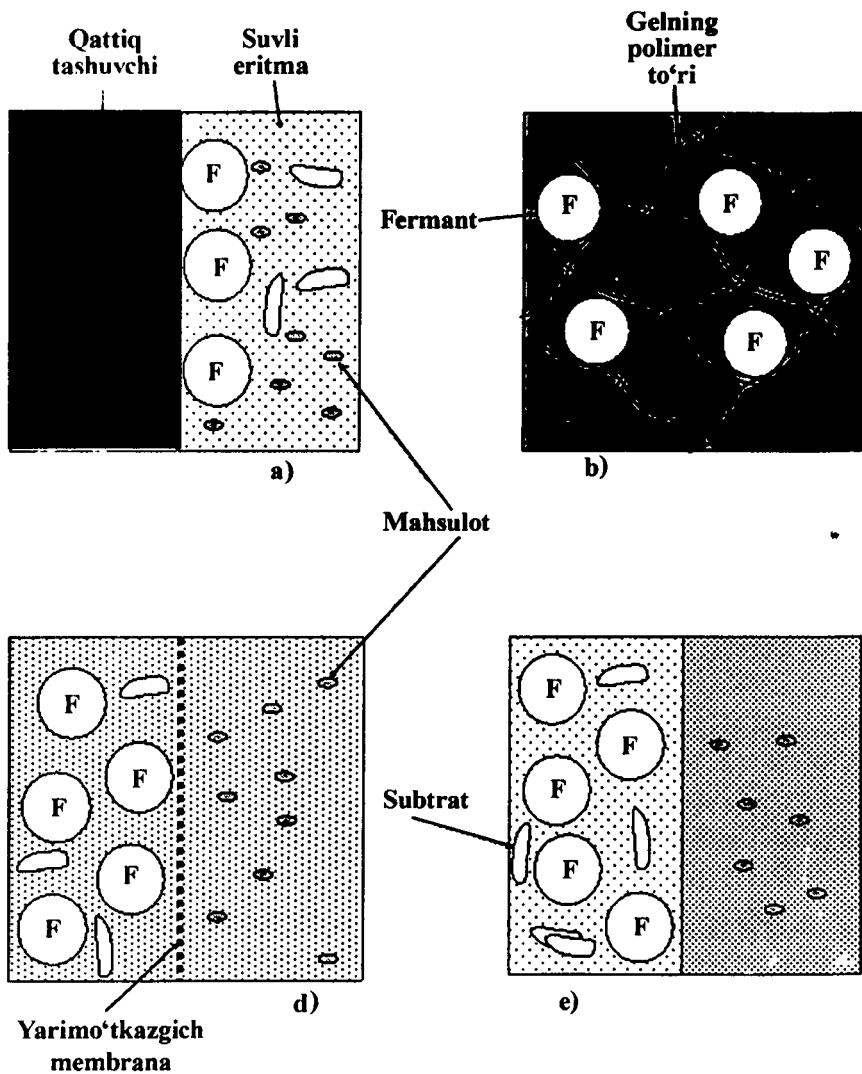 Qattiq
tashuvchi
Suvli
eritma
Gelning
polimer
to‘ri
F
F
F
a)
Fermant
F
F
F
F
F
b)
Mahsulot
F
F
F
F
F
d)
Yarimo‘tkazgich
membrana
Subtrat
F
F
F
F
F
e)